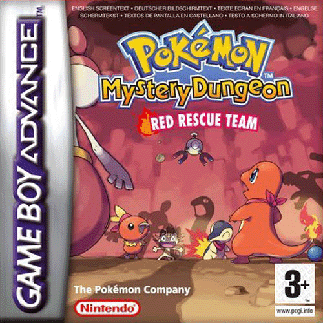 ENGLISH SCREENTEXT • DEUTSCHER BILDSCHIRMTEXT • TEXTE ECRAN EN FRANÇAIS • ENGELSE
SCHERMTEKST • TEXTOS DE PANTALLA EN CASTELLANO • TESTO A SCHERMO IN ITALIANO
POKéMON
Mystery Dungeon
RED RESCUE TEAM
GAME BOY ADVANCE
The Pokémon Company
Nintendo
3+
www.pegi.info